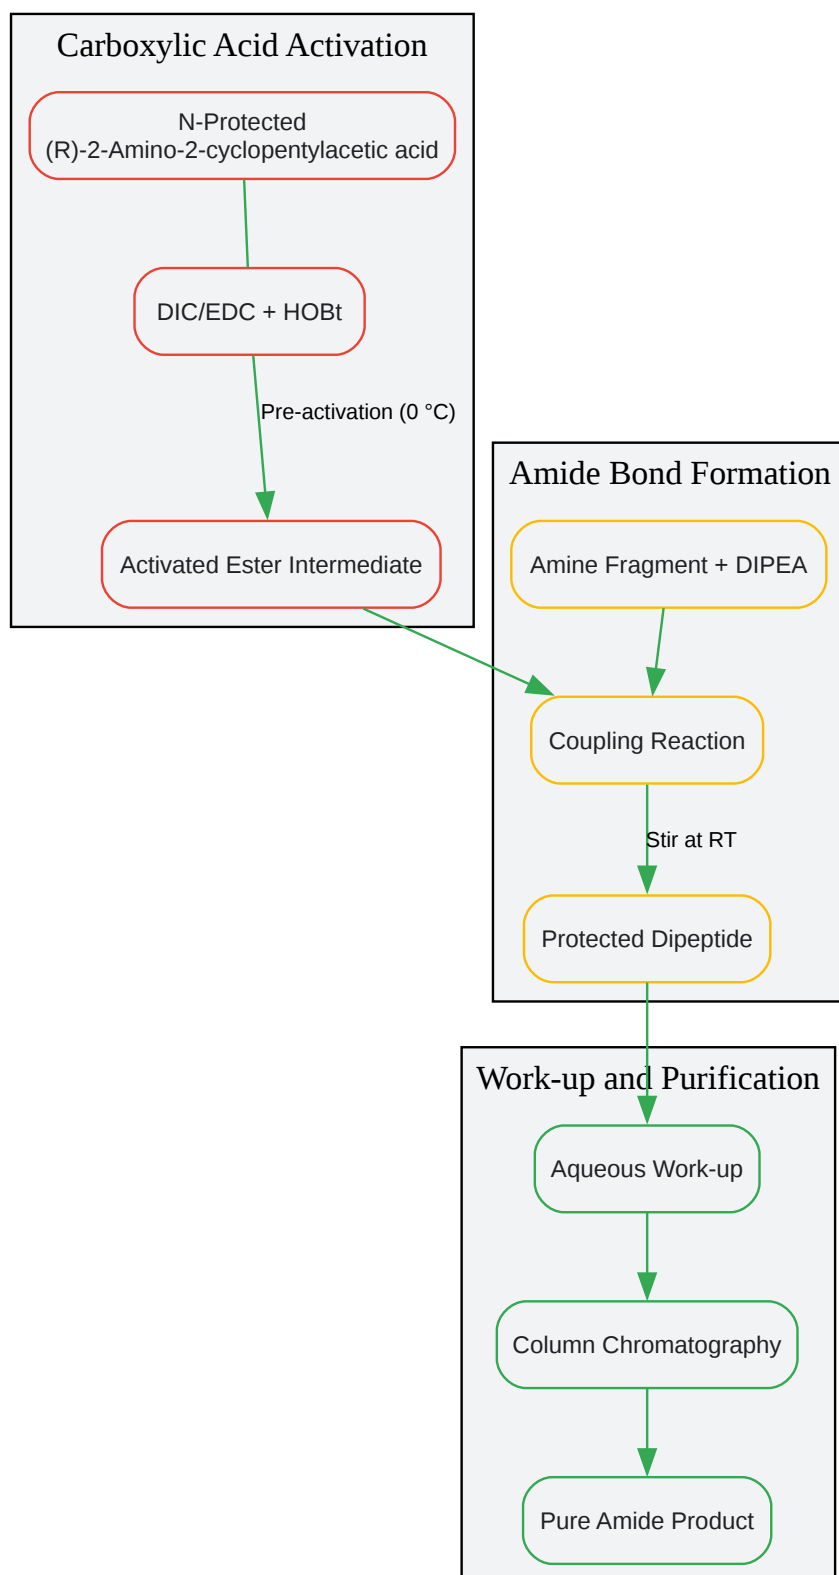 Carboxylic Acid Activation
N-Protected
(R)-2-Amino-2-cyclopentylacetic acid
DIC/EDC + HOBt
Pre-activation (0 °C)
Activated Ester Intermediate
Amide Bond Formation
Amine Fragment + DIPEA
Coupling Reaction
Stir at RT
Protected Dipeptide
Work-up and Purification
Aqueous Work-up
Column Chromatography
Pure Amide Product